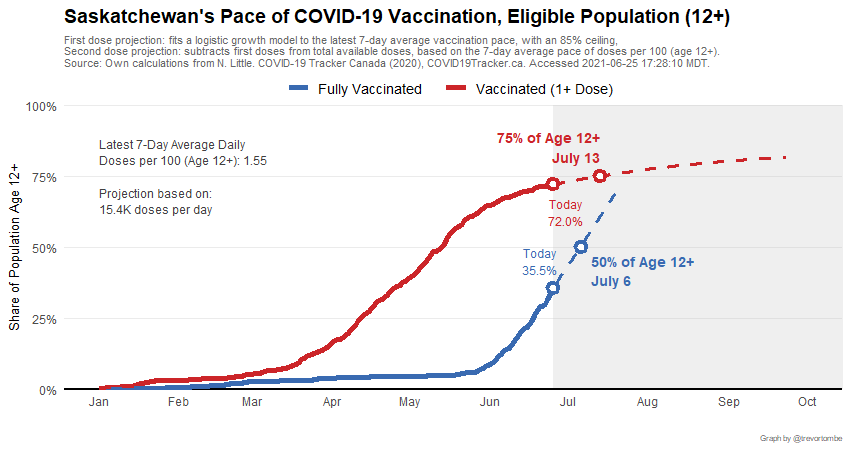 Saskatchewan's Pace of COVID-19 Vaccination, Eligible Population (12+)
First dose projection: fits a logistic growth model to the latest 7-day average vaccination pace, with an 85% ceiling,
Second dose projection: subtracts first doses from total available doses, based on the 7-day average pace of doses per 100 (age 12+).
Source: Own calculations from N. Little. COVID-19 Tracker Canada (2020), COVID19Tracker.ca. Accessed 2021-06-25 17:28:10 MDT.
Fully Vaccinated
Vaccinated (1+ Dose)
Share of Population Age 12+
100%
75%
50%
25%
0%
Latest 7-Day Average Daily
Doses per 100 (Age 12+): 1.55
Projection based on:
15.4K doses per day
75% of Age 12+
July 13
Today
72.0%
Today
35.5%
50% of Age 12+
July 6
Jan Feb Mar Apr May Jun Jul Aug Sep Oct
Graph by @trevortombe